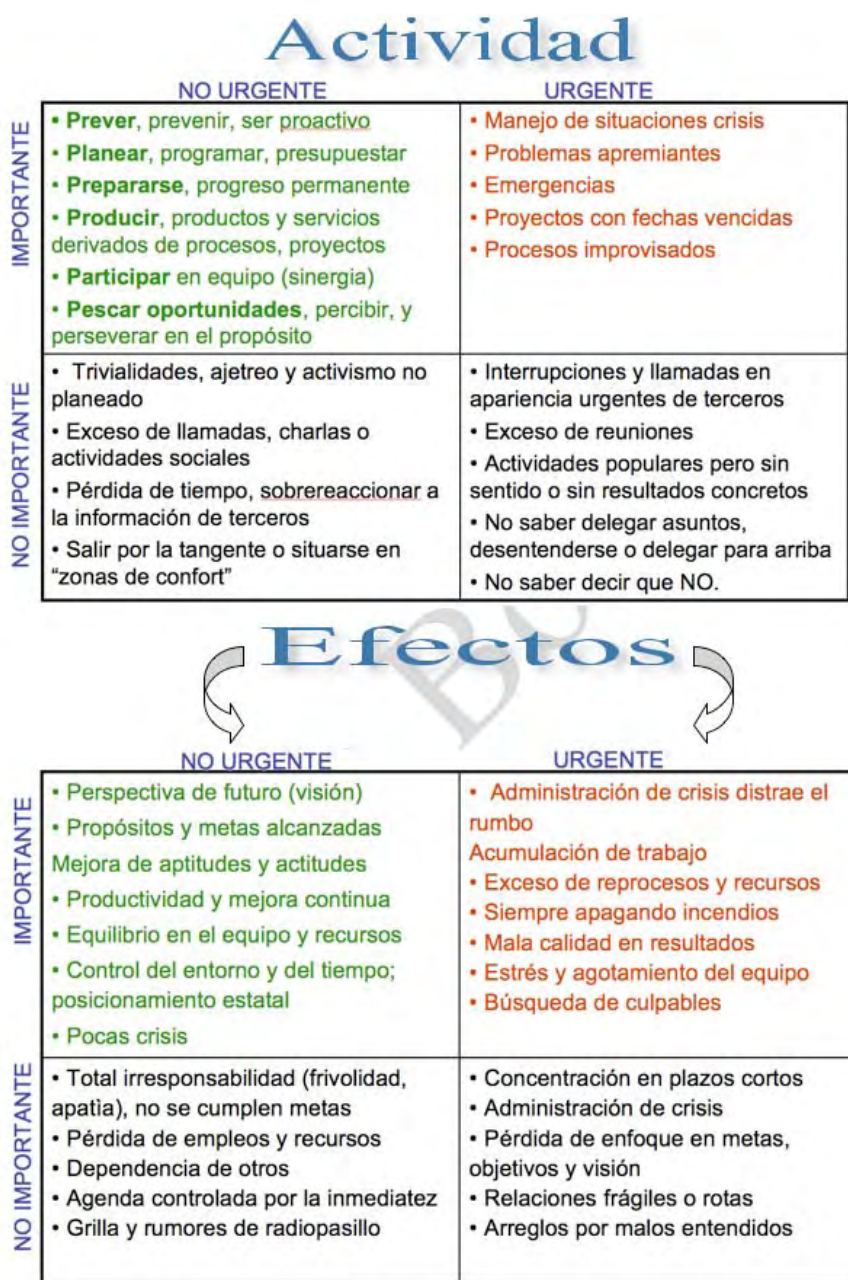 Actividad
NO URGENTE
URGENTE
IMPORTANTE
• Prever, prevenir, ser proactivo
• Planear, programar, presupuestar
• Prepararse, progreso permanente
• Producir, productos y servicios
derivados de procesos, proyectos
• Participar en equipo (sinergia)
• Pescar oportunidades, percibir, y
perseverar en el propósito
• Manejo de situaciones crisis
• Problemas apremiantes
• Emergencias
• Proyectos con fechas vencidas
• Procesos improvisados
NO IMPORTANTE
• Trivialidades, ajetreo y activismo no
planeado
• Exceso de llamadas, charlas o
actividades sociales
• Pérdida de tiempo, sobrereaccionar a
la información de terceros
• Salir por la tangente o situarse en
“zonas de confort”
• Interrupciones y llamadas en
apariencia urgentes de terceros
• Exceso de reuniones
• Actividades populares pero sin
sentido o sin resultados concretos
• No saber delegar asuntos,
desentenderse o delegar para arriba
• No saber decir que NO.
Efectos
NO URGENTE
URGENTE
IMPORTANTE
• Perspectiva de futuro (visión)
• Propósitos y metas alcanzadas
Mejora de aptitudes y actitudes
• Productividad y mejora continua
• Equilibrio en el equipo y recursos
• Control del entorno y del tiempo;
posicionamiento estatal
• Pocas crisis
• Administración de crisis distrae el
rumbo
Acumulación de trabajo
• Exceso de reprocesos y recursos
• Siempre apagando incendios
• Mala calidad en resultados
• Estrés y agotamiento del equipo
• Búsqueda de culpables
NO IMPORTANTE
• Total irresponsabilidad (frivolidad,
apatìa), no se cumplen metas
• Pérdida de empleos y recursos
• Dependencia de otros
• Agenda controlada por la inmediatez
• Grilla y rumores de radiopasillo
• Concentración en plazos cortos
• Administración de crisis
• Pérdida de enfoque en metas,
objetivos y visión
• Relaciones frágiles o rotas
• Arreglos por malos entendidos